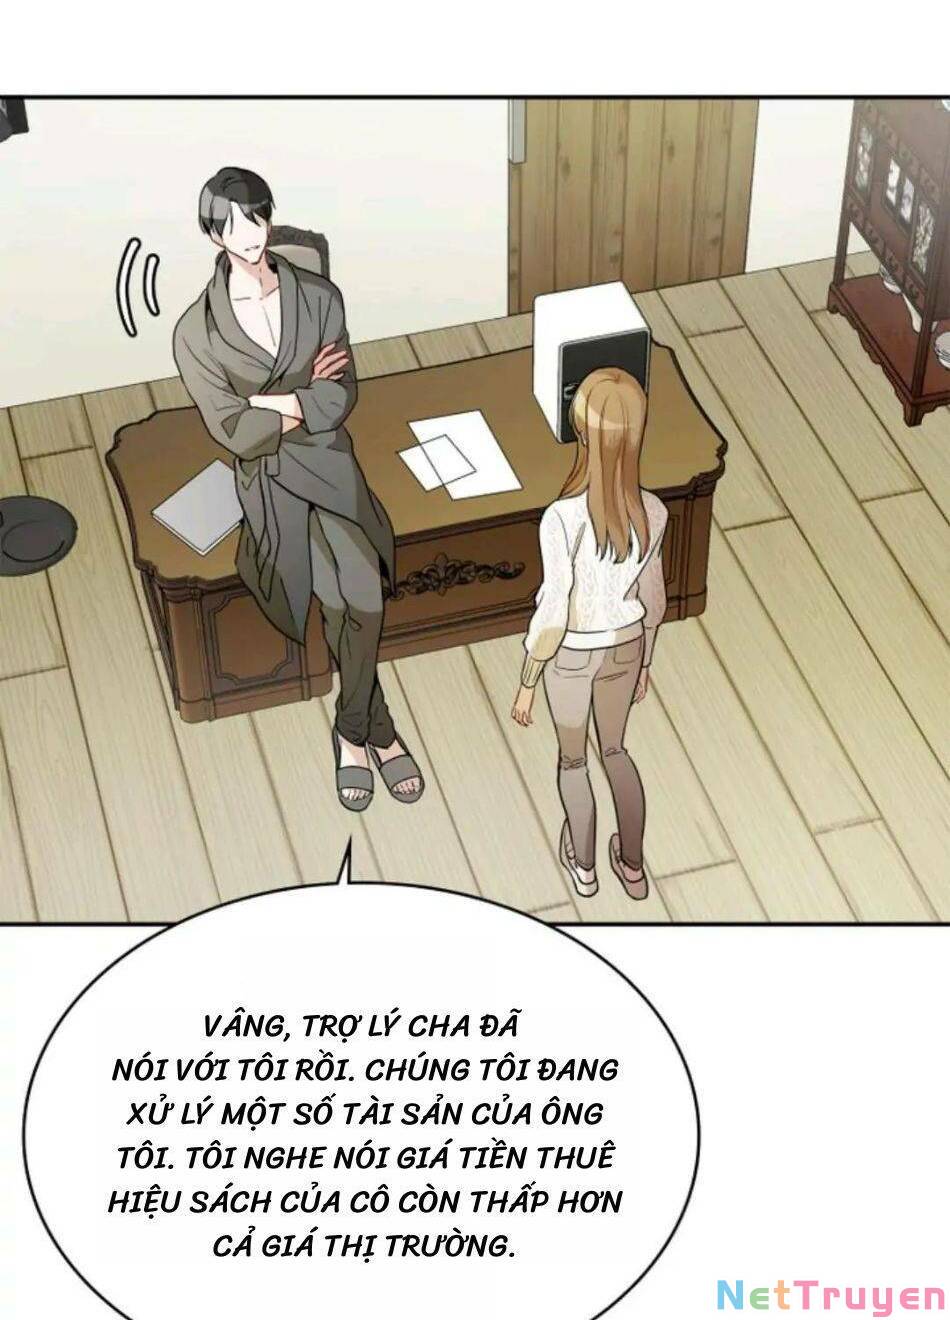 VÂNG, TRỢ LÝ CHA ĐÃ
NÓI VỚI TÔI RỒI. CHÚNG TÔI ĐANG
XỬ LÝ MỘT SỐ TÀI SẢN CỦA ÔNG
TÔI. TÔI NGHE NÓI GIÁ TIỀN THUÊ
HIỆU SÁCH CỦA CÔ CÒN THẤP HƠN
CẢ GIÁ THỊ TRƯỜNG.
NetTruyen